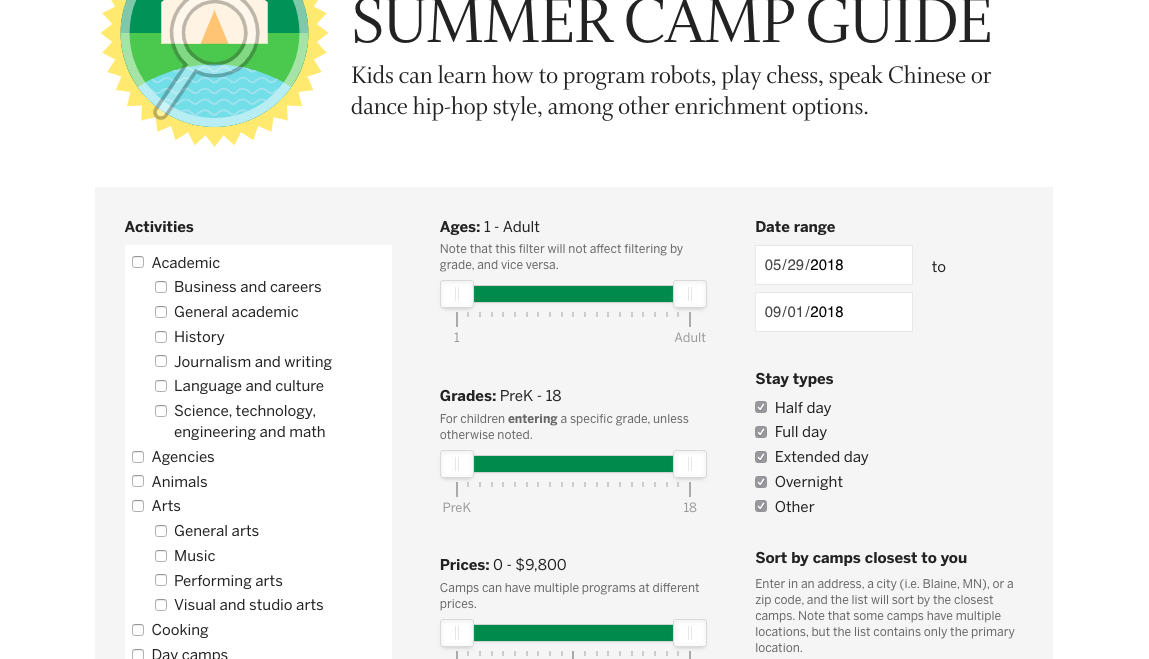 SUMMER CAMP GUIDE
Kids can learn how to program robots, play chess, speak Chinese or
dance hip-hop style, among other enrichment options.
Activities
Academic
Business and careers
General academic
History
Journalism and writing
Language and culture
Science, technology,
engineering and math
Agencies
Animals
Arts
General arts
Music
Performing arts
Visual and studio arts
Cooking
Day camps
Ages: 1 - Adult
Note that this filter will not affect filtering by
grade, and vice versa.
1
Adult
Grades: PreK - 18
For children entering a specific grade, unless
otherwise noted.
PreK
18
Prices: 0 - $9,800
Camps can have multiple programs at different
prices.
Date range
05/29/2018
to
09/01/2018
Stay types
Half day
Full day
Extended day
Overnight
Other
Sort by camps closest to you
Enter in an address, a city (i.e. Blaine, MN), or a
zip code, and the list will sort by the closest
camps. Note that some camps have multiple
locations, but the list contains only the primary
location.